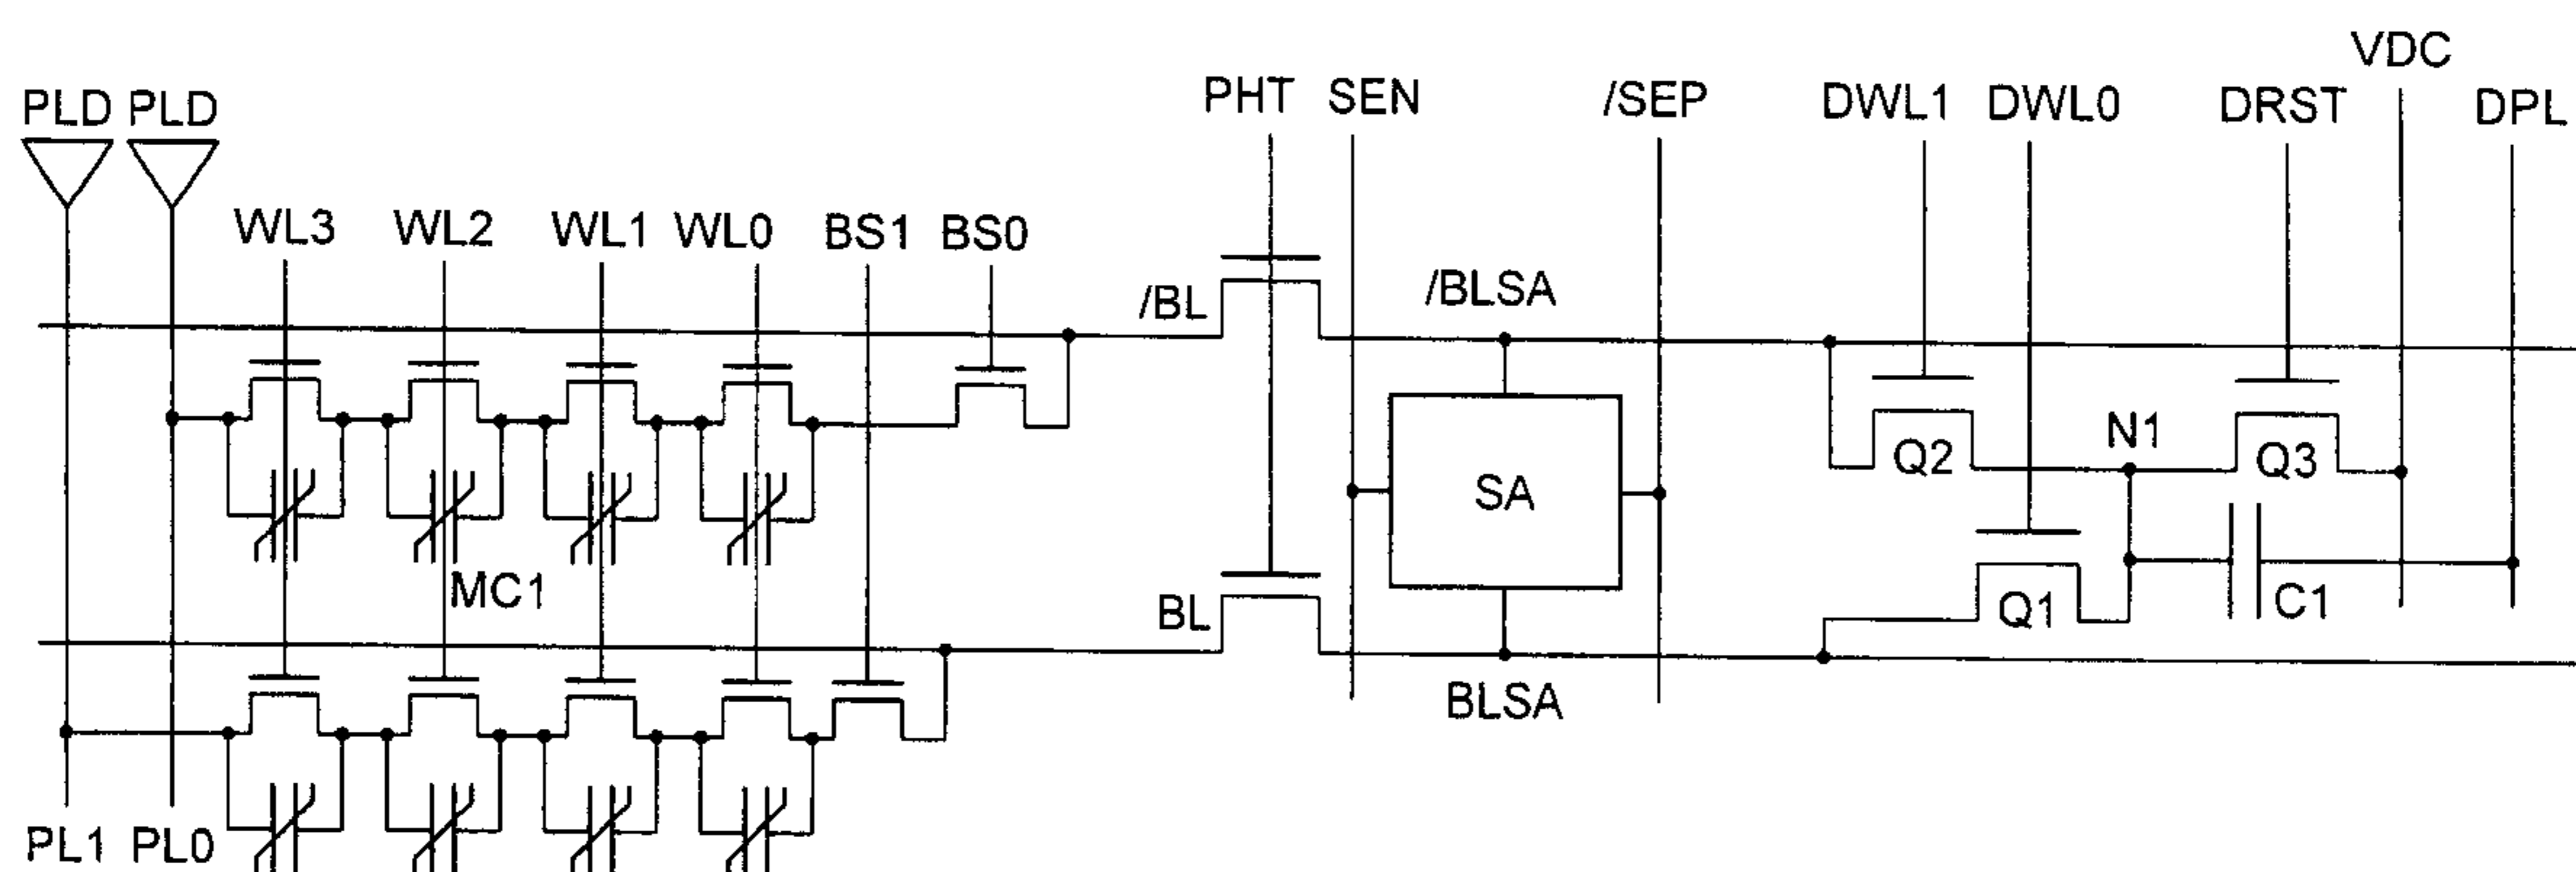 VDC
PLD PLD PHT SEN /SEP DWL1 DWL0 DRST DPL
WL3 WL2 WL1 WL0 BS1 BS0
/BL /BLSA
N1
Q2 Q3
SA
MC1 BL Q1 C1
BLSA
PL1 PL0